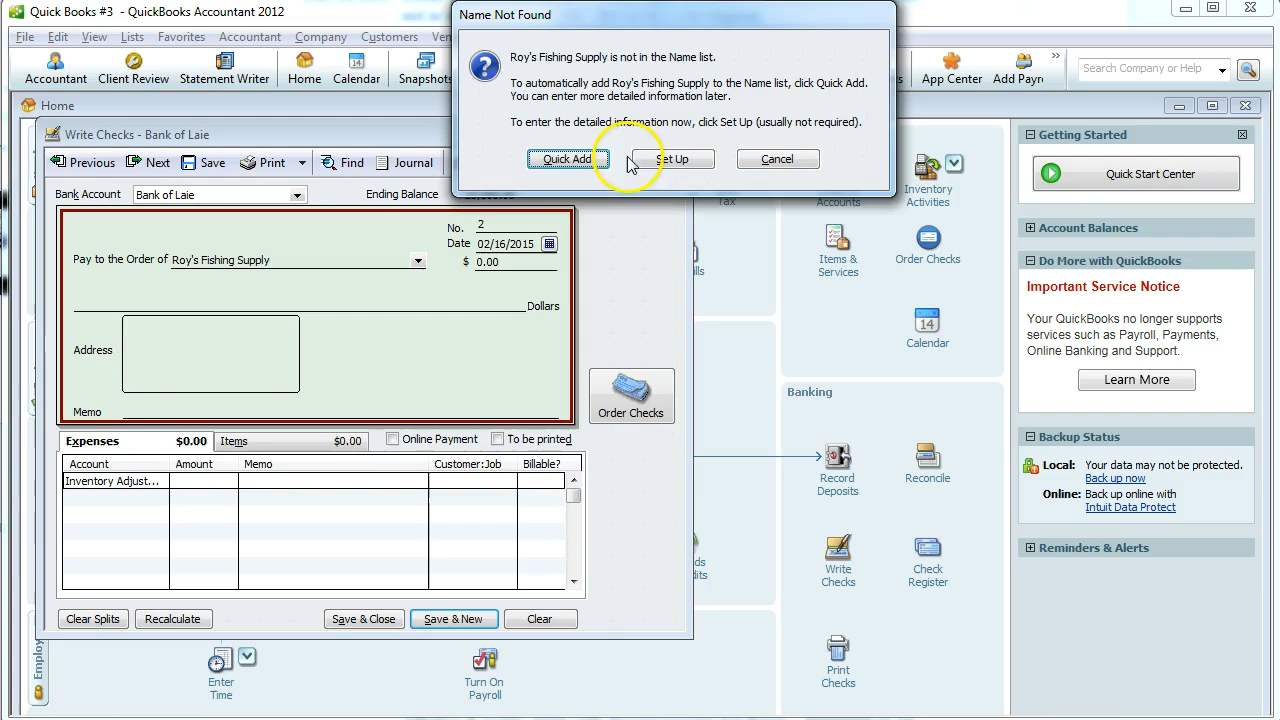 Quick Books #3 - QuickBooks Accountant 2012
File Edit View Lists Favorites Accountant Company Customers
Accountant Client Review Statement Writer Home Calendar Snapshots App Center Add Payro
Search Company or Help
Home
Name Not Found
Roy's Fishing Supply is not in the Name list.
To automatically add Roy's Fishing Supply to the Name list, click Quick Add.
You can enter more detailed information later.
To enter the detailed information now, click Set Up (usually not required).
Quick Add Set Up Cancel
Write Checks - Bank of Laie
Previous Next Save Print Find Journal
Bank Account Bank of Laie Ending Balance
No. 2
Date 02/16/2015
Pay to the Order of Roy's Fishing Supply $ 0.00
Dollars
Address
Memo
Order Checks
Expenses $0.00 Items $0.00 Online Payment To be printed
Account Amount Memo Customer:Job Billable?
Inventory Adjust...
Clear Splits Recalculate Save & Close Save & New Clear
Enter
Time
Turn On
Payroll
Employ
Tax
Accounts
Inventory
Activities
Items &
Services
Order Checks
14
Calendar
Banking
Record
Deposits
Reconcile
Write
Checks
Check
Register
Print
Checks
Getting Started
Quick Start Center
Account Balances
Do More with QuickBooks
Important Service Notice
Your QuickBooks no longer supports
services such as Payroll, Payments,
Online Banking and Support.
Learn More
Backup Status
Local: Your data may not be protected.
Back up now
Online: Back up online with
Intuit Data Protect
Reminders & Alerts